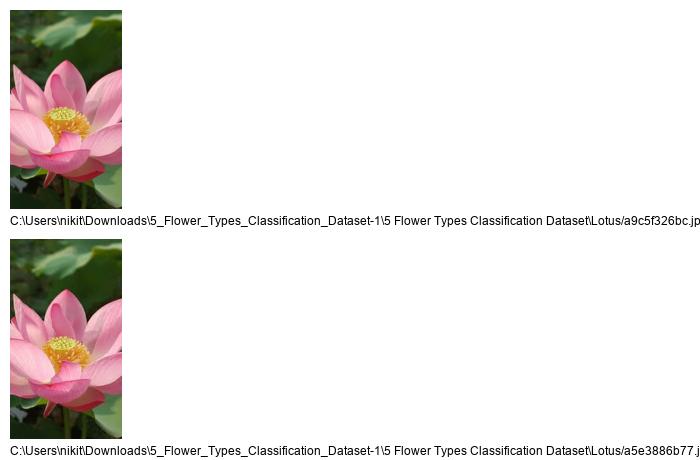 C:\Users\nikit\Downloads\5_Flower_Types_Classification_Dataset-1\5 Flower Types Classification Dataset\Lotus/a9c5f326bc.jp
C:\Users\nikit\Downloads\5_Flower_Types_Classification_Dataset-1\5 Flower Types Classification Dataset\Lotus/a5e3886b77.j